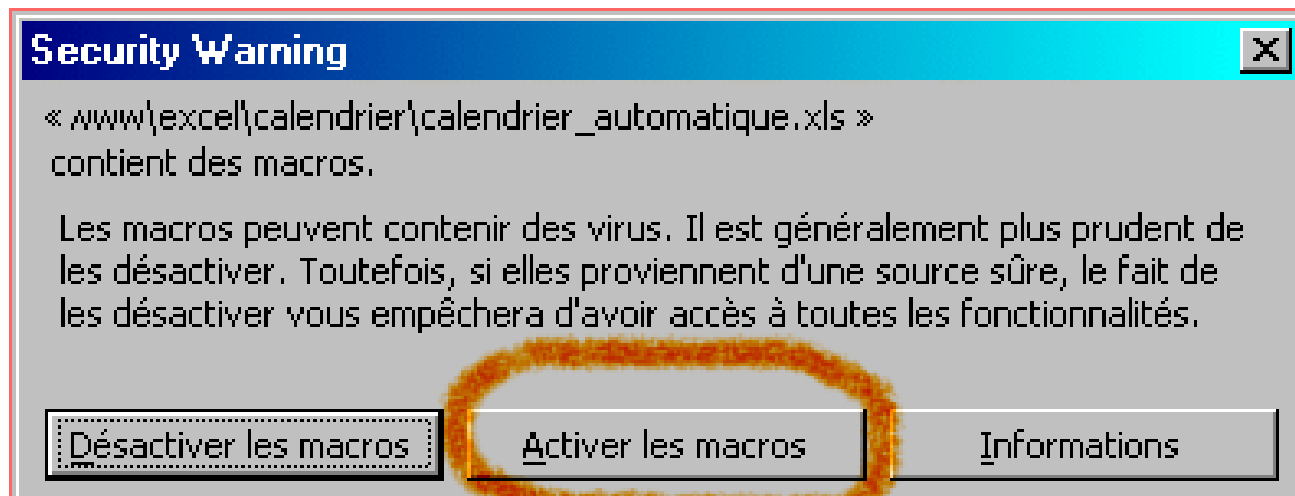 Security Warning
« www\excel\calendrier\calendrier_automatique.xls »
contient des macros.
Les macros peuvent contenir des virus. Il est généralement plus prudent de
les désactiver. Toutefois, si elles proviennent d'une source sûre, le fait de
les désactiver vous empêchera d'avoir accès à toutes les fonctionnalités.
Désactiver les macros Activer les macros Informations